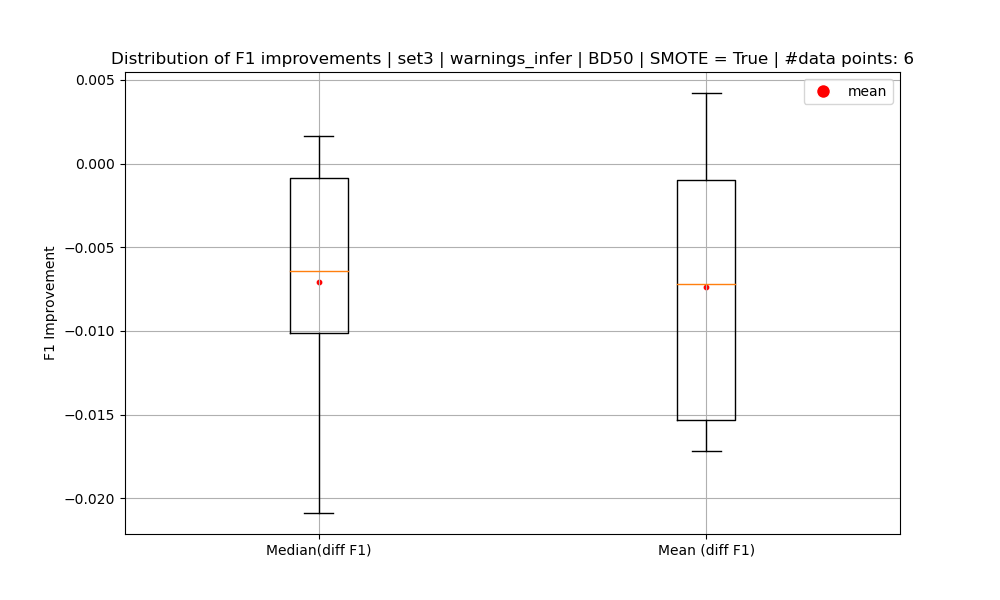 Distribution of F1 improvements | set3 | warnings_infer | BD50 | SMOTE = True | #data points: 6
mean
0.005
0.000
−0.005
−0.010
−0.015
−0.020
F1 Improvement
Median(diff F1)
Mean (diff F1)